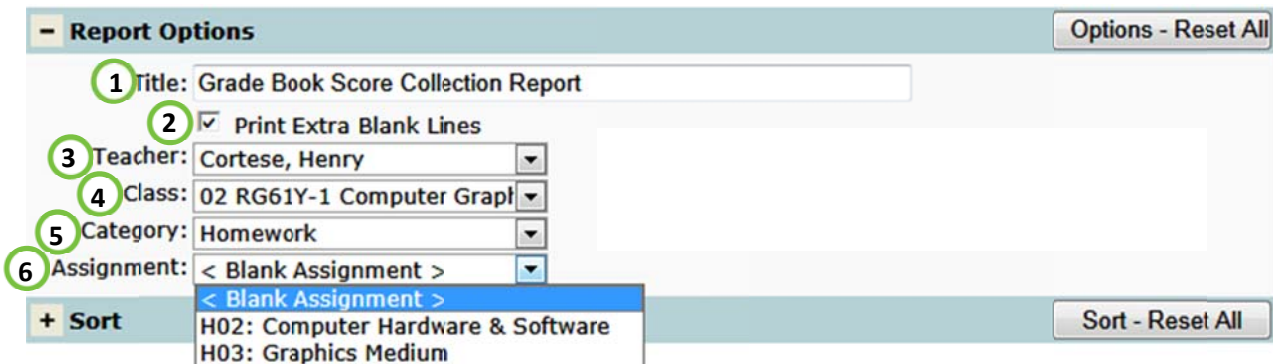 − Report Options Options - Reset All
1 Title: Grade Book Score Collection Report
2 Print Extra Blank Lines
3 Teacher: Cortese, Henry
4 Class: 02 RG61Y-1 Computer Graph
5 Category: Homework
6 Assignment: < Blank Assignment >
< Blank Assignment >
+ Sort Sort - Reset All
H02: Computer Hardware & Software
H03: Graphics Medium